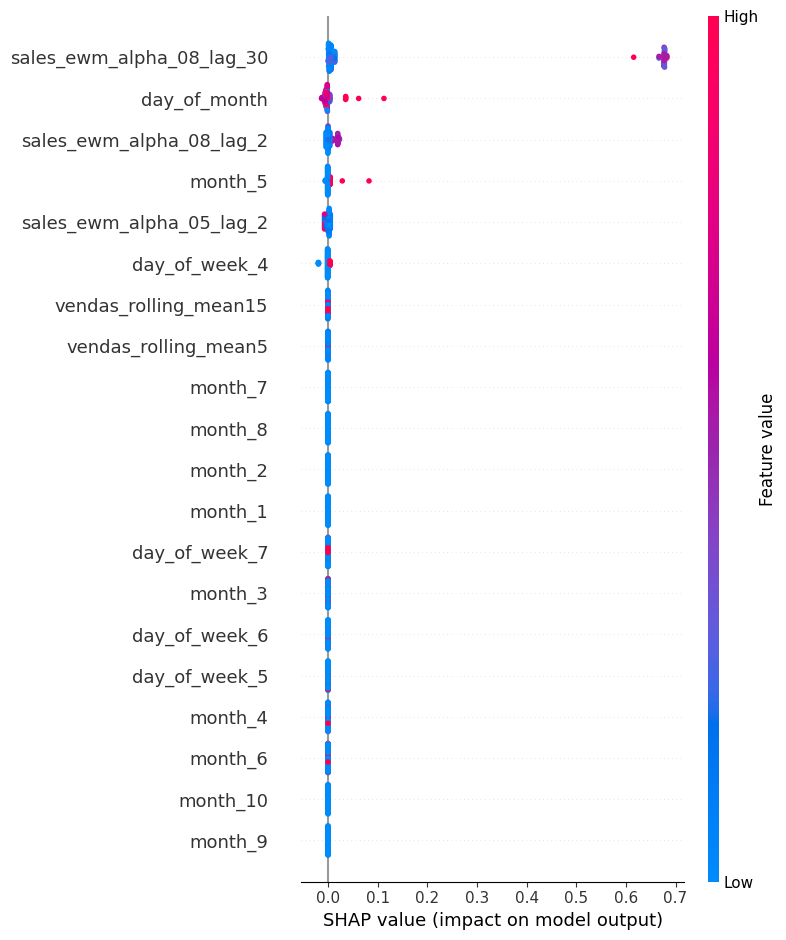 High
sales_ewm_alpha_08_lag_30
day_of_month
sales_ewm_alpha_08_lag_2
month_5
sales_ewm_alpha_05_lag_2
day_of_week_4
vendas_rolling_mean15
vendas_rolling_mean5
month_7
month_8
month_2
month_1
day_of_week_7
month_3
day_of_week_6
day_of_week_5
month_4
month_6
month_10
month_9
Feature value
Low
0.0 0.1 0.2 0.3 0.4 0.5 0.6 0.7
SHAP value (impact on model output)